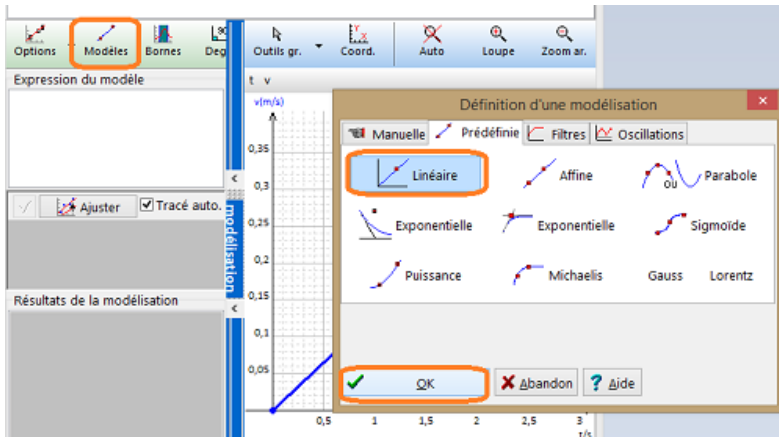 Options Modèles Bornes Deg Outils gr. Coord. Auto Loupe Zoom ar.
Expression du modèle
t v
v(m/s)
Définition d'une modélisation
Manuelle Prédéfinie Filtres Oscillations
Linéaire Affine ou Parabole
Exponentielle Exponentielle Sigmoïde
Puissance Michaelis Gauss Lorentz
OK Abandon ? Aide
Ajuster Tracé auto.
modélisation
Résultats de la modélisation
0,35
0,3
0,25
0,2
0,15
0,1
0,05
0,5 1 1,5 2 2,5 3
t/s